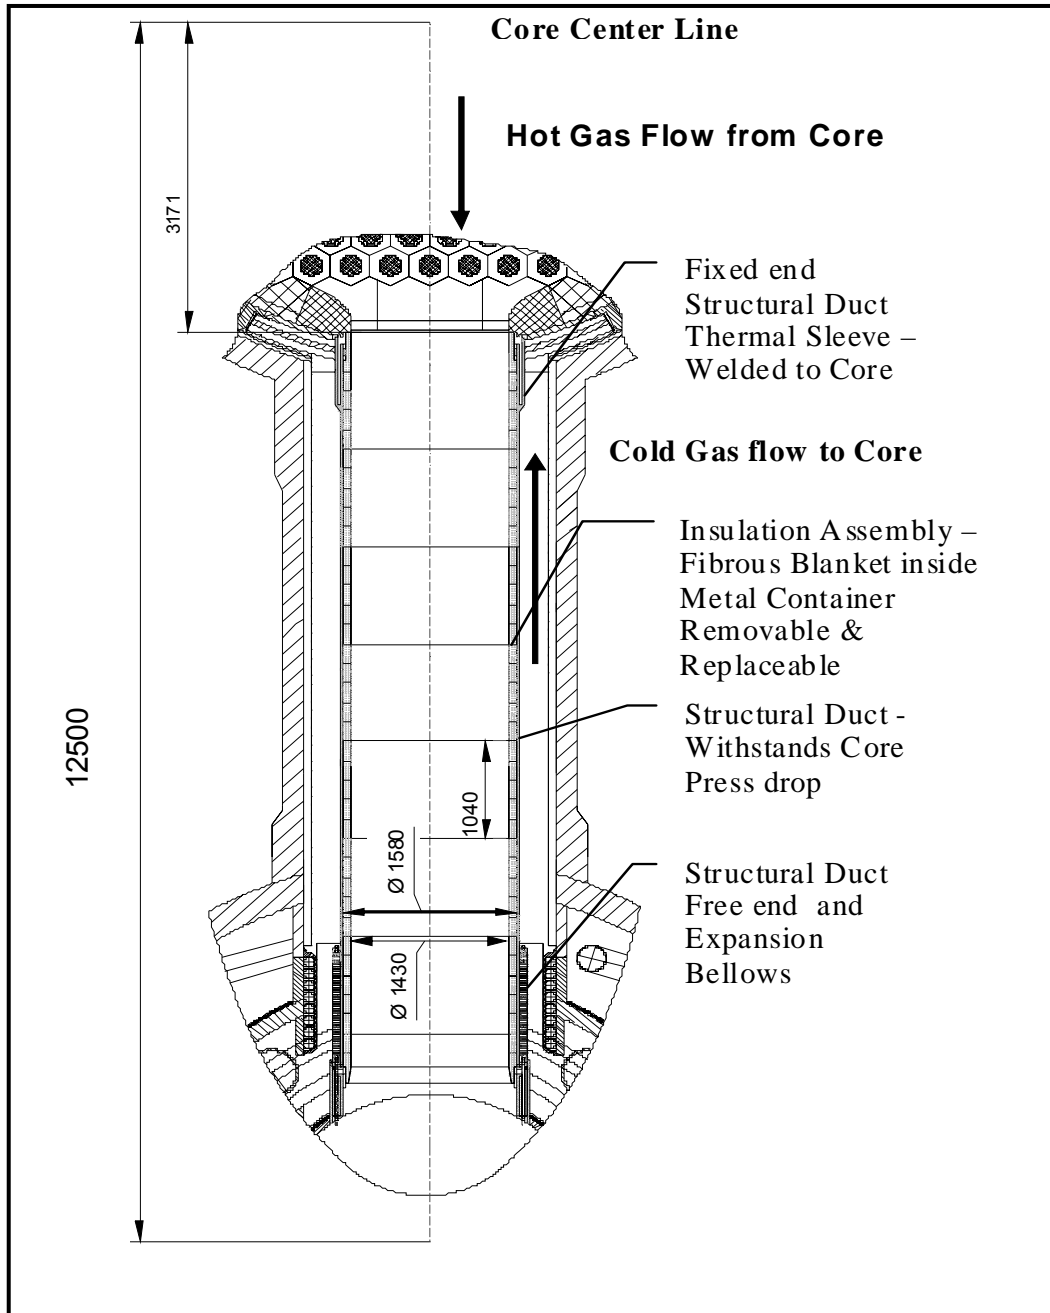 Core Center Line
Hot Gas Flow from Core
3171
Fixed end
Structural Duct
Thermal Sleeve –
Welded to Core
Cold Gas flow to Core
Insulation Assembly –
Fibrous Blanket inside
Metal Container
Removable &
Replaceable
Structural Duct -
Withstands Core
Press drop
12500
1040
Ø 1580
Structural Duct
Free end and
Expansion
Bellows
Ø 1430